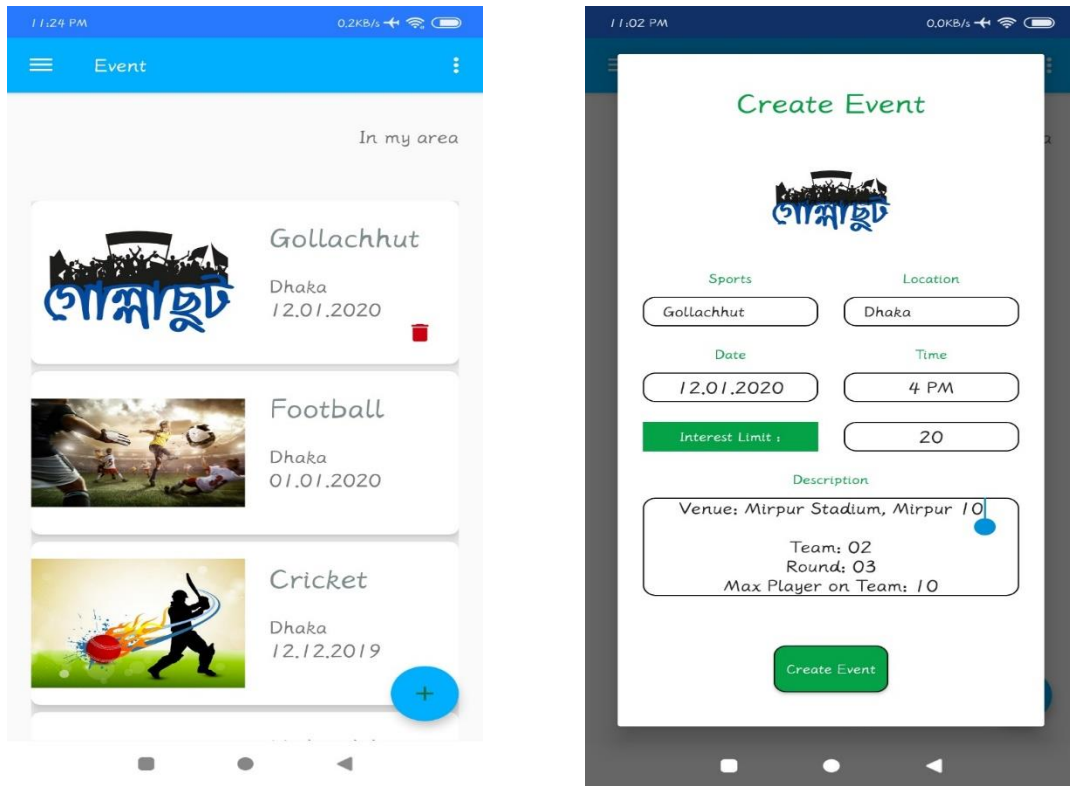 11:24 PM 0.2KB/s
Event
In my area
গোল্লাছুট
Gollachhut
Dhaka
12.01.2020
Football
Dhaka
01.01.2020
Cricket
Dhaka
12.12.2019
+
11:02 PM 0.0KB/s
Create Event
গোল্লাছুট
Sports Location
Gollachhut Dhaka
Date Time
12.01.2020 4 PM
Interest Limit : 20
Description
Venue: Mirpur Stadium, Mirpur 10
Team: 02
Round: 03
Max Player on Team: 10
Create Event